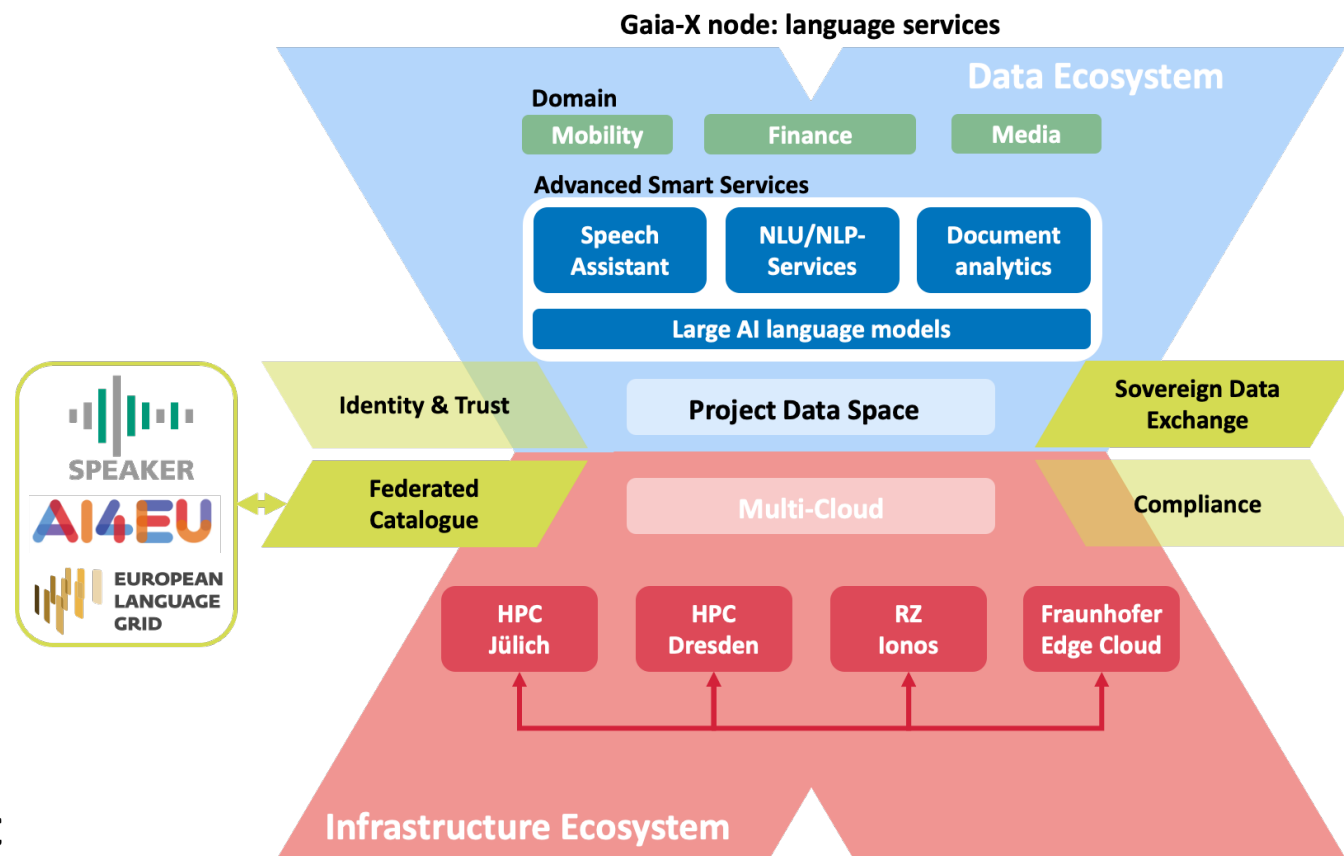 Gaia-X node: language services
Data Ecosystem
Domain
Mobility
Finance
Media
Advanced Smart Services
Speech
Assistant
NLU/NLP-
Services
Document
analytics
Large AI language models
Identity & Trust
Project Data Space
Sovereign Data
Exchange
SPEAKER
AI4EU
EUROPEAN
LANGUAGE
GRID
Federated
Catalogue
Multi-Cloud
Compliance
HPC
Jülich
HPC
Dresden
RZ
Ionos
Fraunhofer
Edge Cloud
Infrastructure Ecosystem